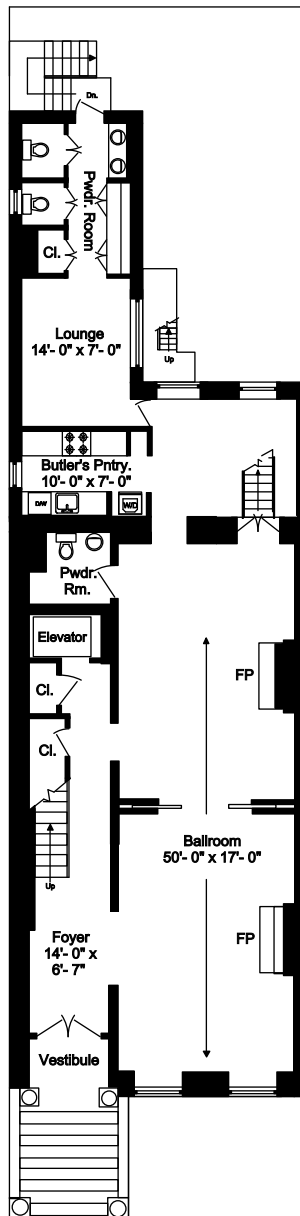 Dn.
Pwdr. Room
Cl.
Lounge
14'- 0" x 7'- 0"
Up
Butler's Pntry.
10'- 0" x 7'- 0"
DW
W/D
Pwdr.
Rm.
Elevator
FP
Cl.
Cl.
Ballroom
50'- 0" x 17'- 0"
Up
FP
Foyer
14'- 0" x
6'- 7"
Vestibule